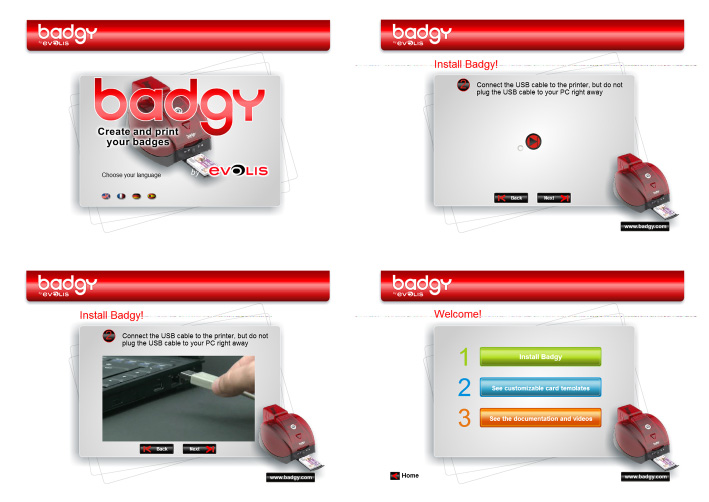 badgy
by evolis
badgy
Create and print
your badges
by evolis
Choose your language
badgy
by evolis
Install Badgy!
Connect the USB cable to the printer, but do not
plug the USB cable to your PC right away
Back Next
www.badgy.com
badgy
by evolis
Install Badgy!
Connect the USB cable to the printer, but do not
plug the USB cable to your PC right away
Back Next
www.badgy.com
badgy
by evolis
Welcome!
1 Install Badgy
2 See customizable card templates
3 See the documentation and videos
Home
www.badgy.com